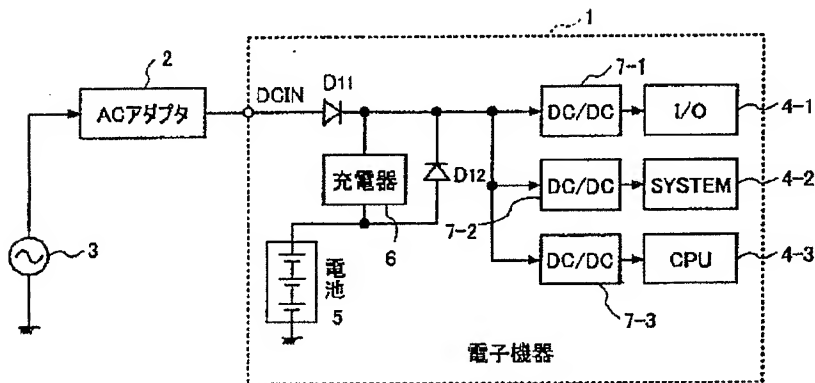 1
2
7-1
ACアダプタ
DCIN
D11
DC/DC
I/O
4-1
充電器
D12
DC/DC
SYSTEM
4-2
7-2
6
3
電池
5
DC/DC
CPU
4-3
7-3
電子機器